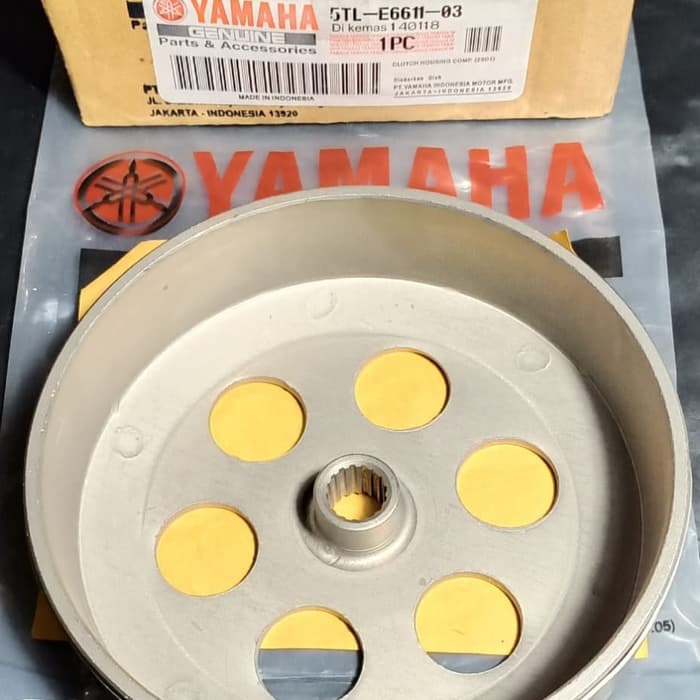 YAMAHA
GENUINE
Parts & Accessories
5TL-E6611-03
Di kemas 140118
1PC
CLUTCH HOUSING COMP. (2S01)
Diedarkan Oleh
PT.YAMAHA INDONESIA MOTOR MFG.
JAKARTA-INDONESIA 13920
MADE IN INDONESIA
PT
JL.
JAKARTA - INDONESIA 13920
YAMAHA
.05)